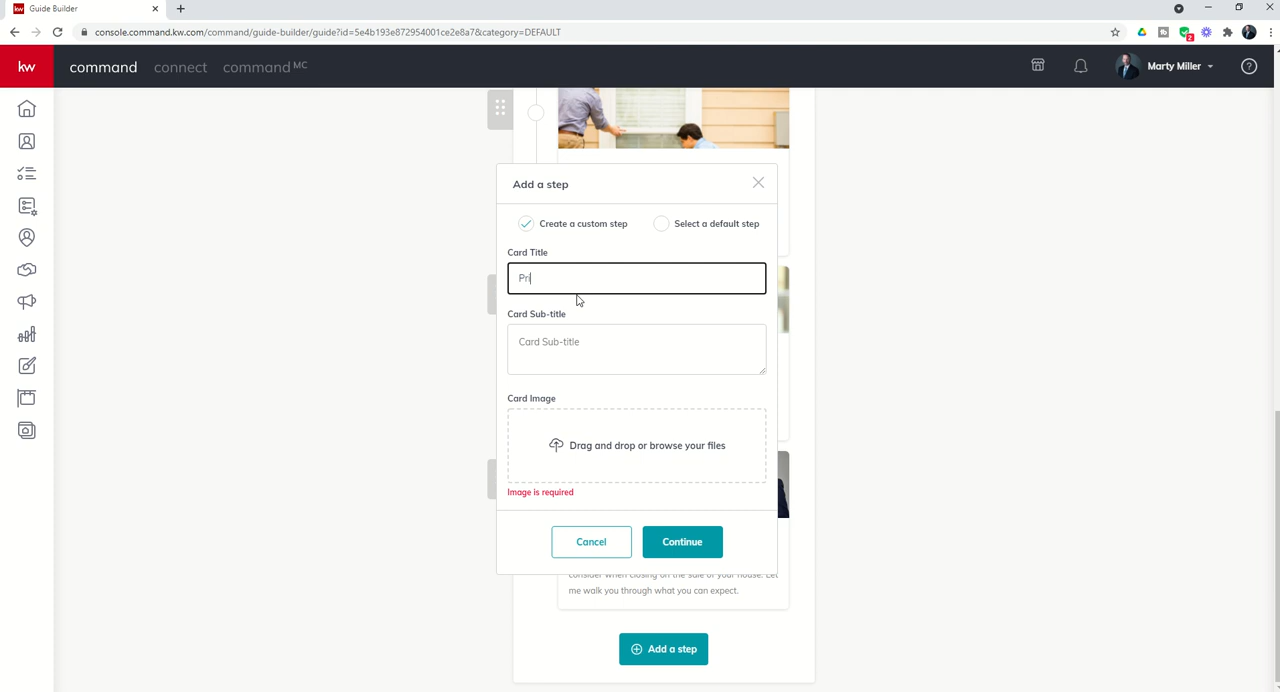 Guide Builder
console.command.kw.com/command/guide-builder/guide?id=5e4b193e872954001ce2e8a7&category=DEFAULT
2
kw command connect command MC Marty Miller
Add a step
Create a custom step Select a default step
Card Title
Pri
Card Sub-title
Card Sub-title
Card Image
Drag and drop or browse your files
Image is required
Cancel Continue
consider when closing on the sale of your house. Let
me walk you through what you can expect.
Add a step